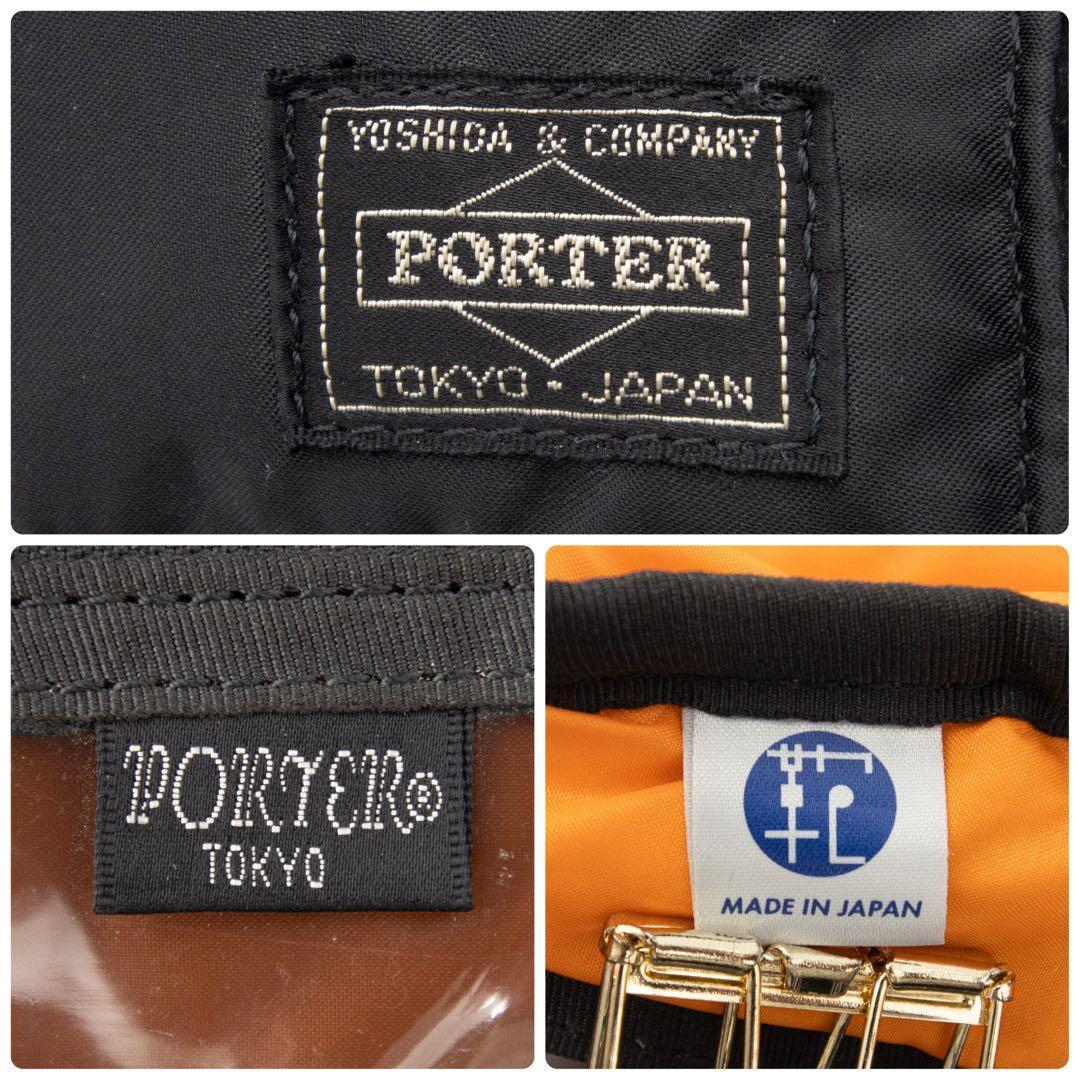 YOSHIDA & COMPANY
PORTER
TOKYO・JAPAN
PORTER®
TOKYO
MADE IN JAPAN